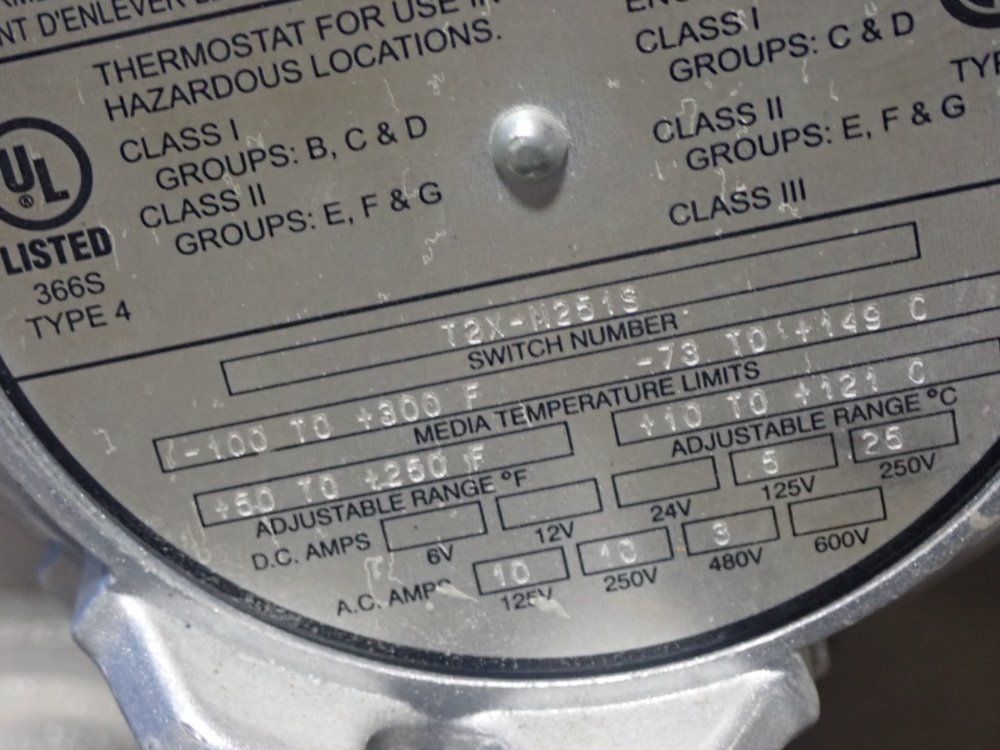 NT D'ENLEVER
THERMOSTAT FOR USE IN
HAZARDOUS LOCATIONS.
CLASS I
GROUPS: B, C & D
CLASS II
GROUPS: E, F & G
UL
®
LISTED
366S
TYPE 4
CLASS I
GROUPS: C & D
CLASS II
GROUPS: E, F & G
CLASS III
T2X-M251S
SWITCH NUMBER
-100 TO +300 F -73 TO +149 C
MEDIA TEMPERATURE LIMITS
+50 TO +250 F
ADJUSTABLE RANGE °F
+10 TO +121 C
ADJUSTABLE RANGE °C
D.C. AMPS 5 25
6V 12V 24V 125V 250V
A.C. AMPS 10 10 3
125V 250V 480V 600V